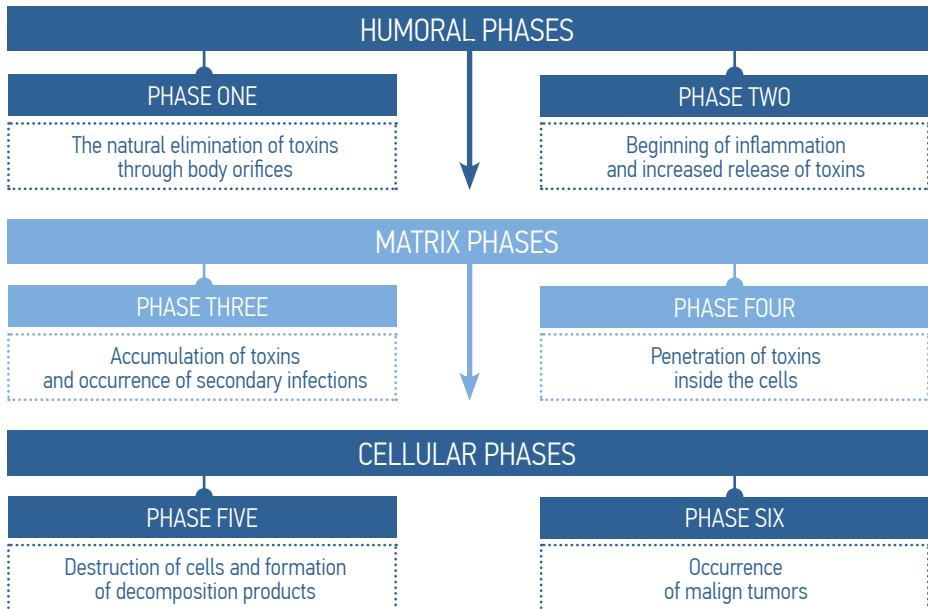 HUMORAL PHASES
PHASE ONE
The natural elimination of toxins
through body orifices
PHASE TWO
Beginning of inflammation
and increased release of toxins
MATRIX PHASES
PHASE THREE
Accumulation of toxins
and occurrence of secondary infections
PHASE FOUR
Penetration of toxins
inside the cells
CELLULAR PHASES
PHASE FIVE
Destruction of cells and formation
of decomposition products
PHASE SIX
Occurrence
of malign tumors